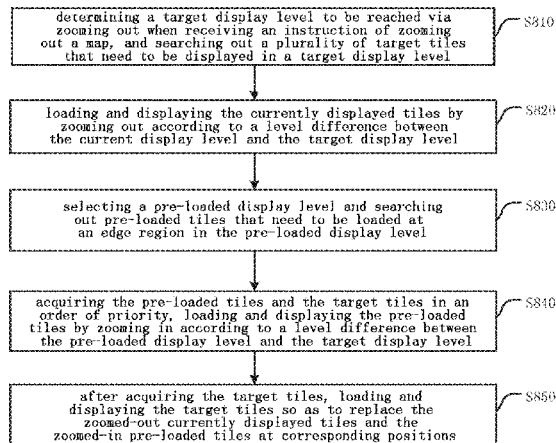 determining a target display level to be reached via
zooming out when receiving an instruction of zooming
out a map, and searching out a plurality of target tiles
that need to be displayed in a target display level
S810
loading and displaying the currently displayed tiles by
zooming out according to a level difference between
the current display level and the target display level
S820
selecting a pre-loaded display level and searching
out pre-loaded tiles that need to be loaded at
an edge region in the pre-loaded display level
S830
acquiring the pre-loaded tiles and the target tiles in an
order of priority, loading and displaying the pre-loaded
tiles by zooming in according to a level difference between
the pre-loaded display level and the target display level
S840
after acquiring the target tiles, loading and
displaying the target tiles so as to replace the
zoomed-out currently displayed tiles and the
zoomed-in pre-loaded tiles at corresponding positions
S850